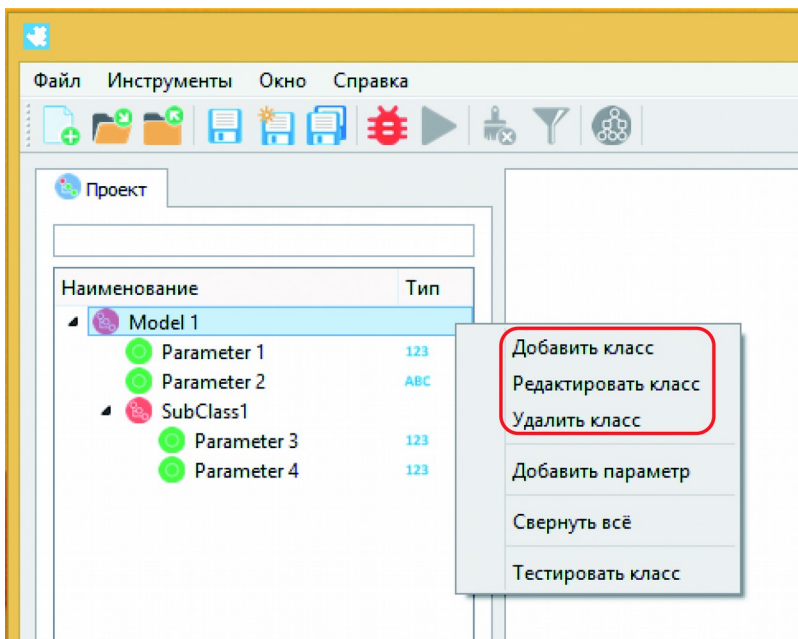 Файл Инструменты Окно Справка
Проект
Наименование Тип
Model 1
Parameter 1 123
Parameter 2 ABC
SubClass1
Parameter 3 123
Parameter 4 123
Добавить класс
Редактировать класс
Удалить класс
Добавить параметр
Свернуть всё
Тестировать класс